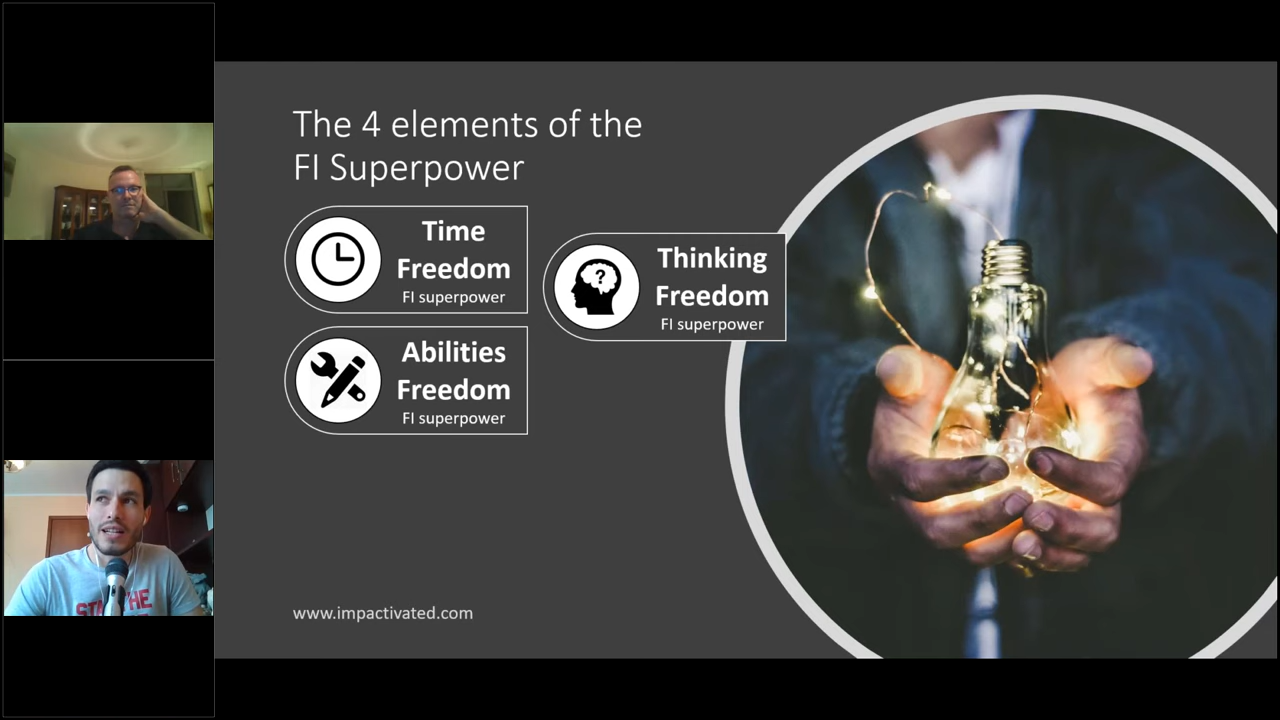 The 4 elements of the
FI Superpower
Time
Freedom
FI superpower
Thinking
Freedom
FI superpower
Abilities
Freedom
FI superpower
?
www.impactivated.com